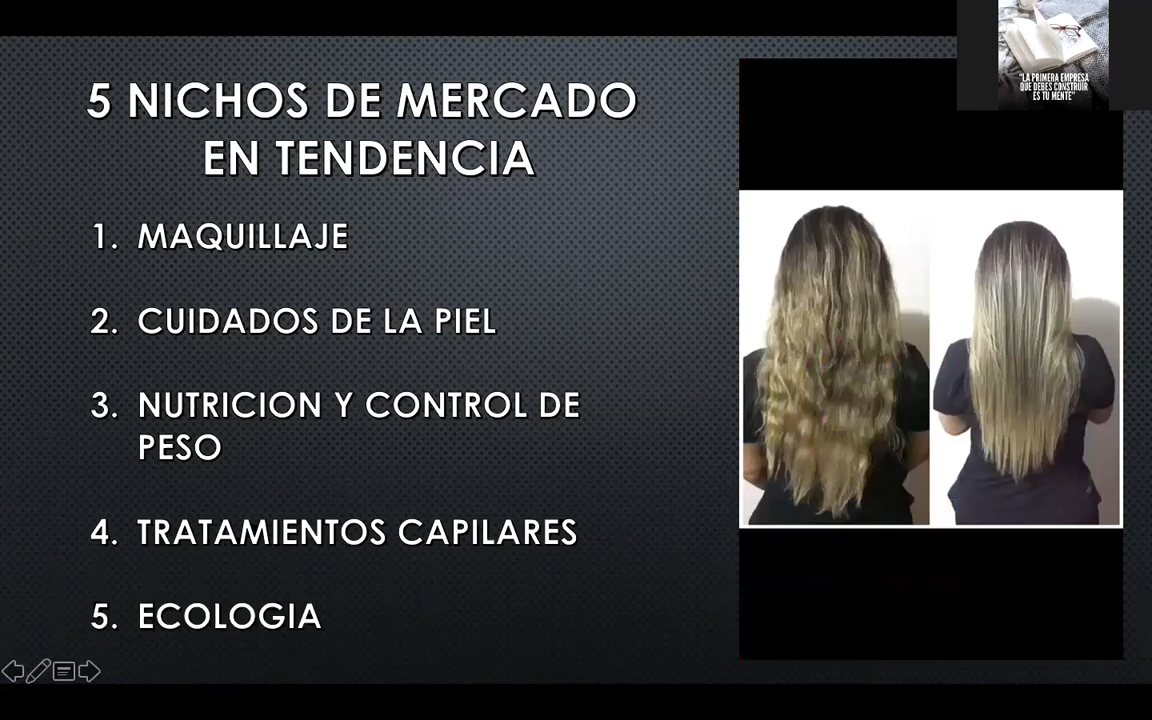 5 NICHOS DE MERCADO
EN TENDENCIA
1. MAQUILLAJE
2. CUIDADOS DE LA PIEL
3. NUTRICION Y CONTROL DE
PESO
4. TRATAMIENTOS CAPILARES
5. ECOLOGIA
"LA PRIMERA EMPRESA
QUE DEBES CONSTRUIR
ES TU MENTE"